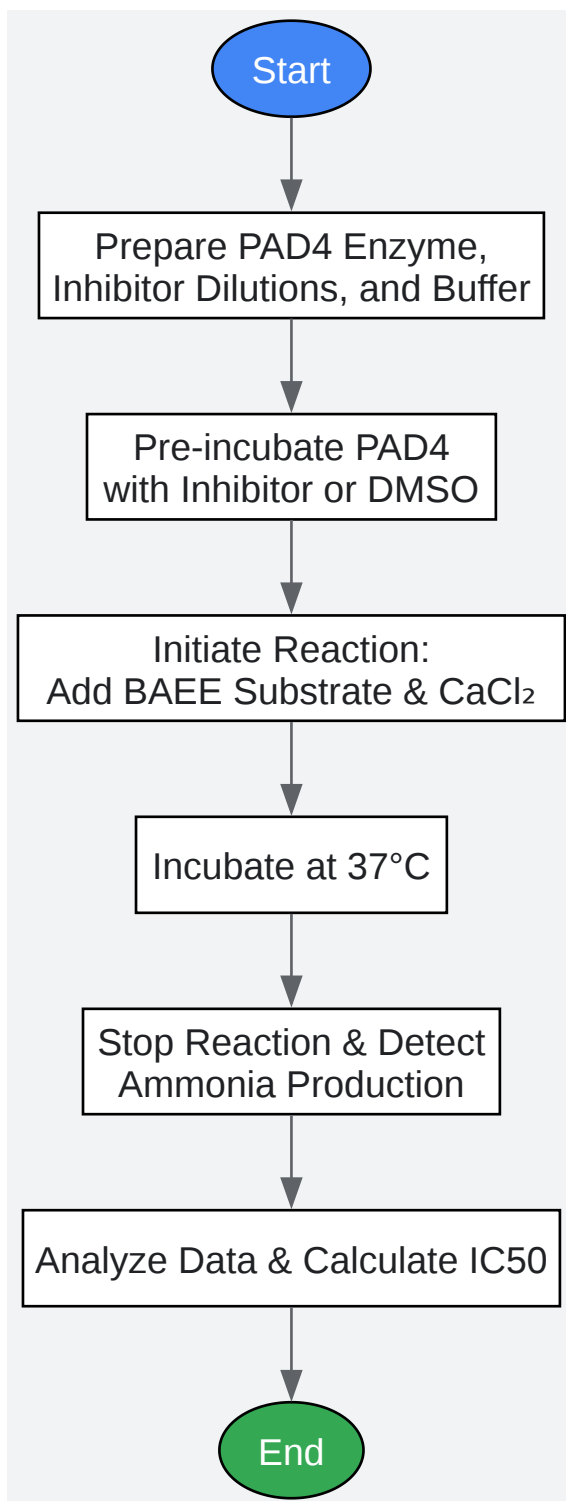 Start
Prepare PAD4 Enzyme,
Inhibitor Dilutions, and Buffer
Pre-incubate PAD4
with Inhibitor or DMSO
Initiate Reaction:
Add BAEE Substrate & CaCl₂
Incubate at 37°C
Stop Reaction & Detect
Ammonia Production
Analyze Data & Calculate IC50
End